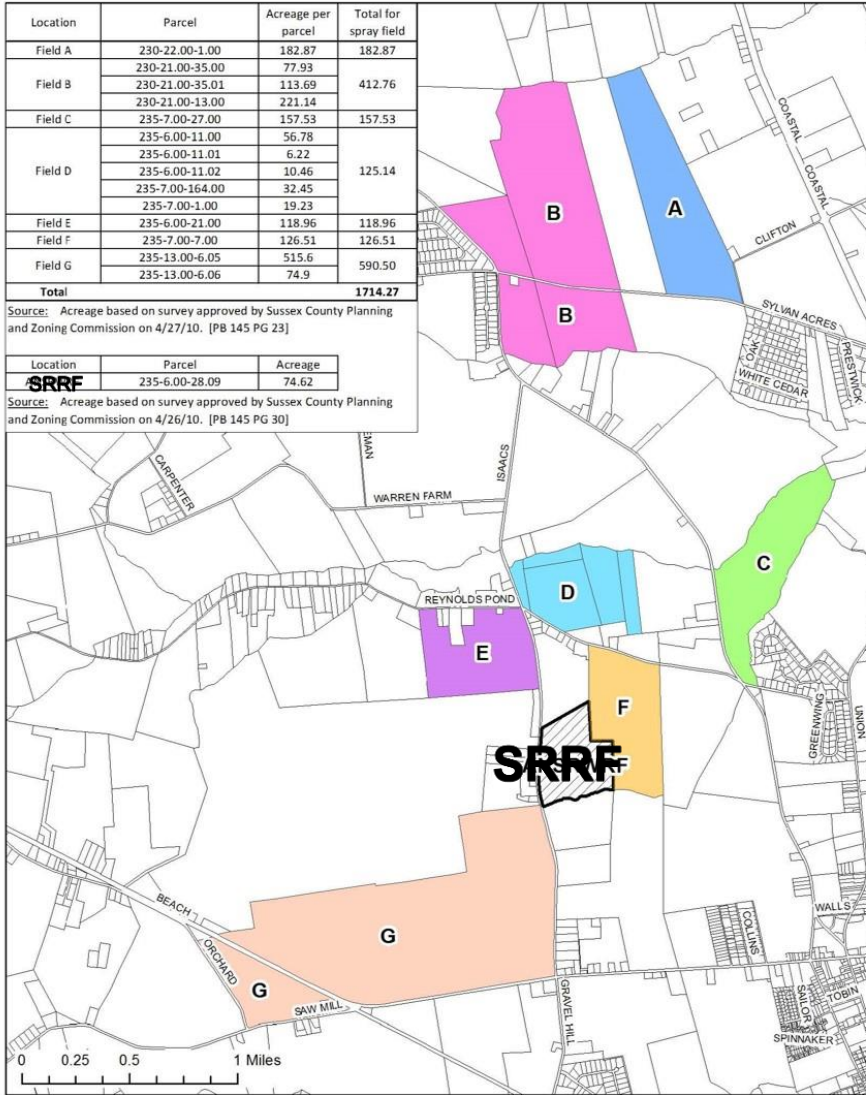 Location Parcel Acreage per parcel Total for spray field
Field A 230-22.00-1.00 182.87 182.87
Field B 230-21.00-35.00 77.93 412.76
230-21.00-35.01 113.69
230-21.00-13.00 221.14
Field C 235-7.00-27.00 157.53 157.53
Field D 235-6.00-11.00 56.78 125.14
235-6.00-11.01 6.22
235-6.00-11.02 10.46
235-7.00-164.00 32.45
235-7.00-1.00 19.23
Field E 235-6.00-21.00 118.96 118.96
Field F 235-7.00-7.00 126.51 126.51
Field G 235-13.00-6.05 515.6 590.50
235-13.00-6.06 74.9
Total 1714.27
Source: Acreage based on survey approved by Sussex County Planning
and Zoning Commission on 4/27/10. [PB 145 PG 23]
Location Parcel Acreage
SRRF 235-6.00-28.09 74.62
Source: Acreage based on survey approved by Sussex County Planning
and Zoning Commission on 4/26/10. [PB 145 PG 30]
COASTAL
COASTAL
B
A
CLIFTON
B
SYLVAN ACRES
OAK
PRESTWICK
WHITE CEDAR
ISAACS
CARPENTER
WARREN FARM
C
D
REYNOLDS POND
E
F
GREENWING
UNION
SRRF
BEACH
ORCHARD
G
G
SAW MILL
GRAVEL HILL
COLLINS
WALLS
TOBIN
SAILOR
SPINNAKER
0 0.25 0.5 1 Miles